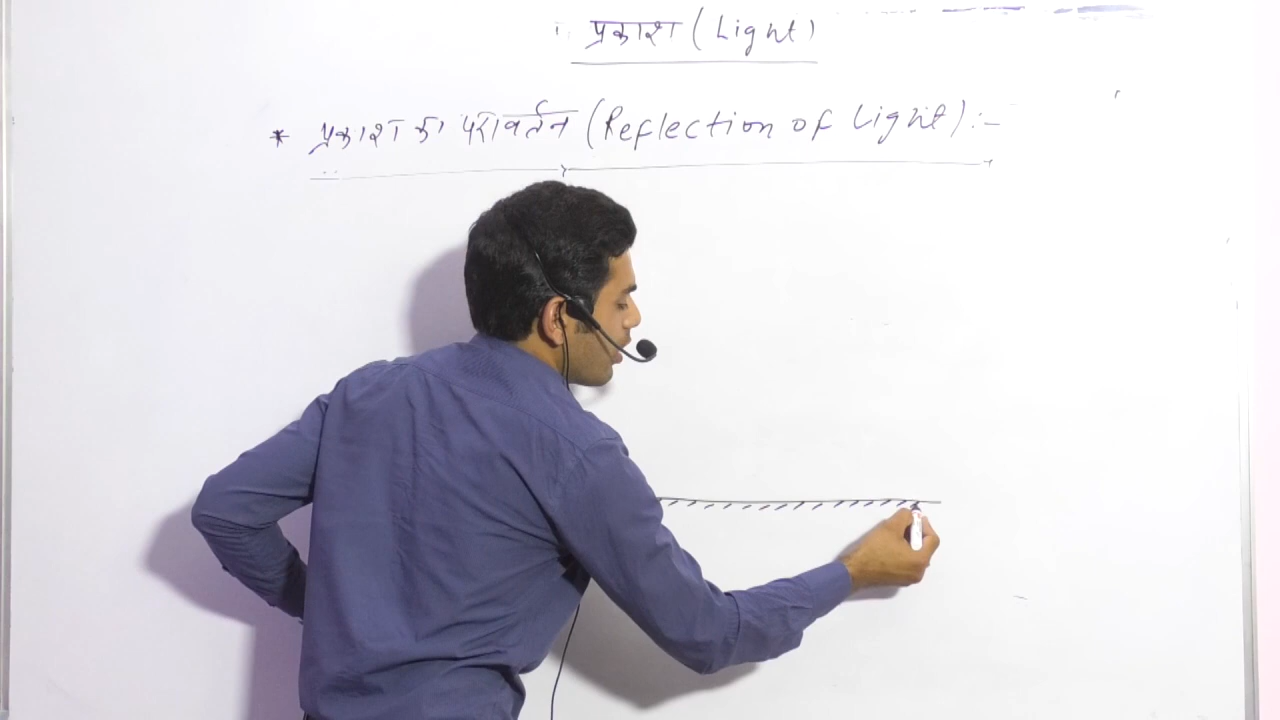 प्रकाश (Light)
* प्रकाश का परावर्तन (Reflection of Light):-